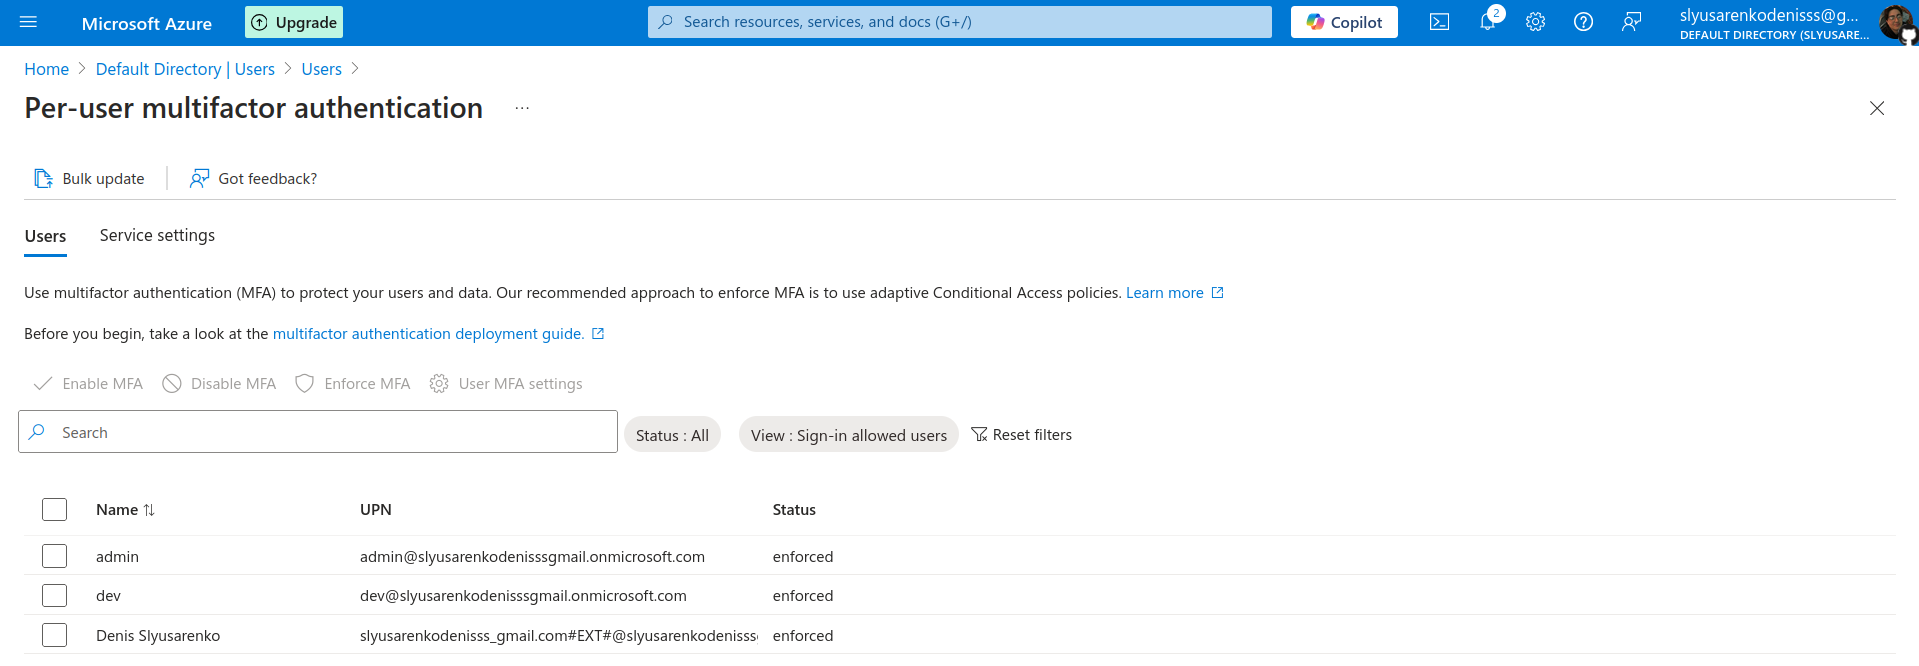 Microsoft Azure
Upgrade
Search resources, services, and docs (G+/)
Copilot
2
slyusarenkodenisss@g...
DEFAULT DIRECTORY (SLYUSARE...
Home > Default Directory | Users > Users >
Per-user multifactor authentication ...
Bulk update
Got feedback?
Users
Service settings
Use multifactor authentication (MFA) to protect your users and data. Our recommended approach to enforce MFA is to use adaptive Conditional Access policies. Learn more
Before you begin, take a look at the multifactor authentication deployment guide.
Enable MFA
Disable MFA
Enforce MFA
User MFA settings
Search
Status : All
View : Sign-in allowed users
Reset filters
Name UPN Status
admin admin@slyusarenkodenisssgmail.onmicrosoft.com enforced
dev dev@slyusarenkodenisssgmail.onmicrosoft.com enforced
Denis Slyusarenko slyusarenkodenisss_gmail.com#EXT#@slyusarenkodenisss enforced